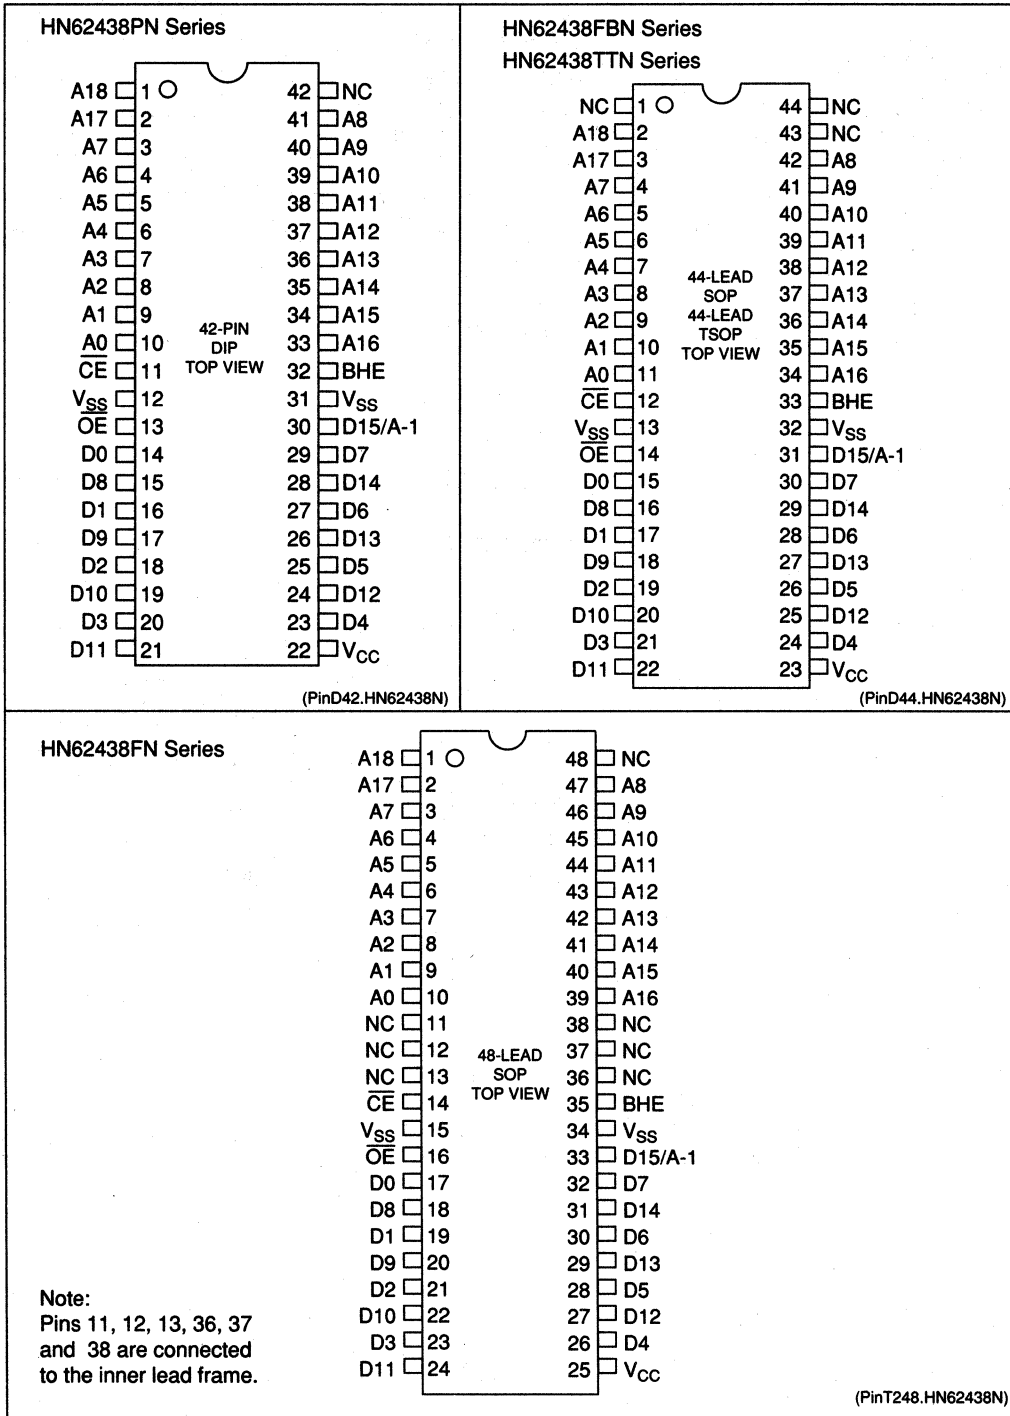 HN62438PN Series
A18 1 42 NC
A17 2 41 A8
A7 3 40 A9
A6 4 39 A10
A5 5 38 A11
A4 6 37 A12
A3 7 36 A13
A2 8 35 A14
A1 9 34 A15
A0 10 33 A16
C̅E̅ 11 32 BHE
VSS 12 31 VSS
O̅E̅ 13 30 D15/A-1
D0 14 29 D7
D8 15 28 D14
D1 16 27 D6
D9 17 26 D13
D2 18 25 D5
D10 19 24 D12
D3 20 23 D4
D11 21 22 VCC
42-PIN
DIP
TOP VIEW
(PinD42.HN62438N)
HN62438FBN Series
HN62438TTN Series
NC 1 44 NC
A18 2 43 NC
A17 3 42 A8
A7 4 41 A9
A6 5 40 A10
A5 6 39 A11
A4 7 38 A12
A3 8 37 A13
A2 9 36 A14
A1 10 35 A15
A0 11 34 A16
C̅E̅ 12 33 BHE
VSS 13 32 VSS
O̅E̅ 14 31 D15/A-1
D0 15 30 D7
D8 16 29 D14
D1 17 28 D6
D9 18 27 D13
D2 19 26 D5
D10 20 25 D12
D3 21 24 D4
D11 22 23 VCC
44-LEAD
SOP
44-LEAD
TSOP
TOP VIEW
(PinD44.HN62438N)
HN62438FN Series
A18 1 48 NC
A17 2 47 A8
A7 3 46 A9
A6 4 45 A10
A5 5 44 A11
A4 6 43 A12
A3 7 42 A13
A2 8 41 A14
A1 9 40 A15
A0 10 39 A16
NC 11 38 NC
NC 12 37 NC
NC 13 36 NC
C̅E̅ 14 35 BHE
VSS 15 34 VSS
O̅E̅ 16 33 D15/A-1
D0 17 32 D7
D8 18 31 D14
D1 19 30 D6
D9 20 29 D13
D2 21 28 D5
D10 22 27 D12
D3 23 26 D4
D11 24 25 VCC
48-LEAD
SOP
TOP VIEW
Note:
Pins 11, 12, 13, 36, 37
and 38 are connected
to the inner lead frame.
(PinT248.HN62438N)